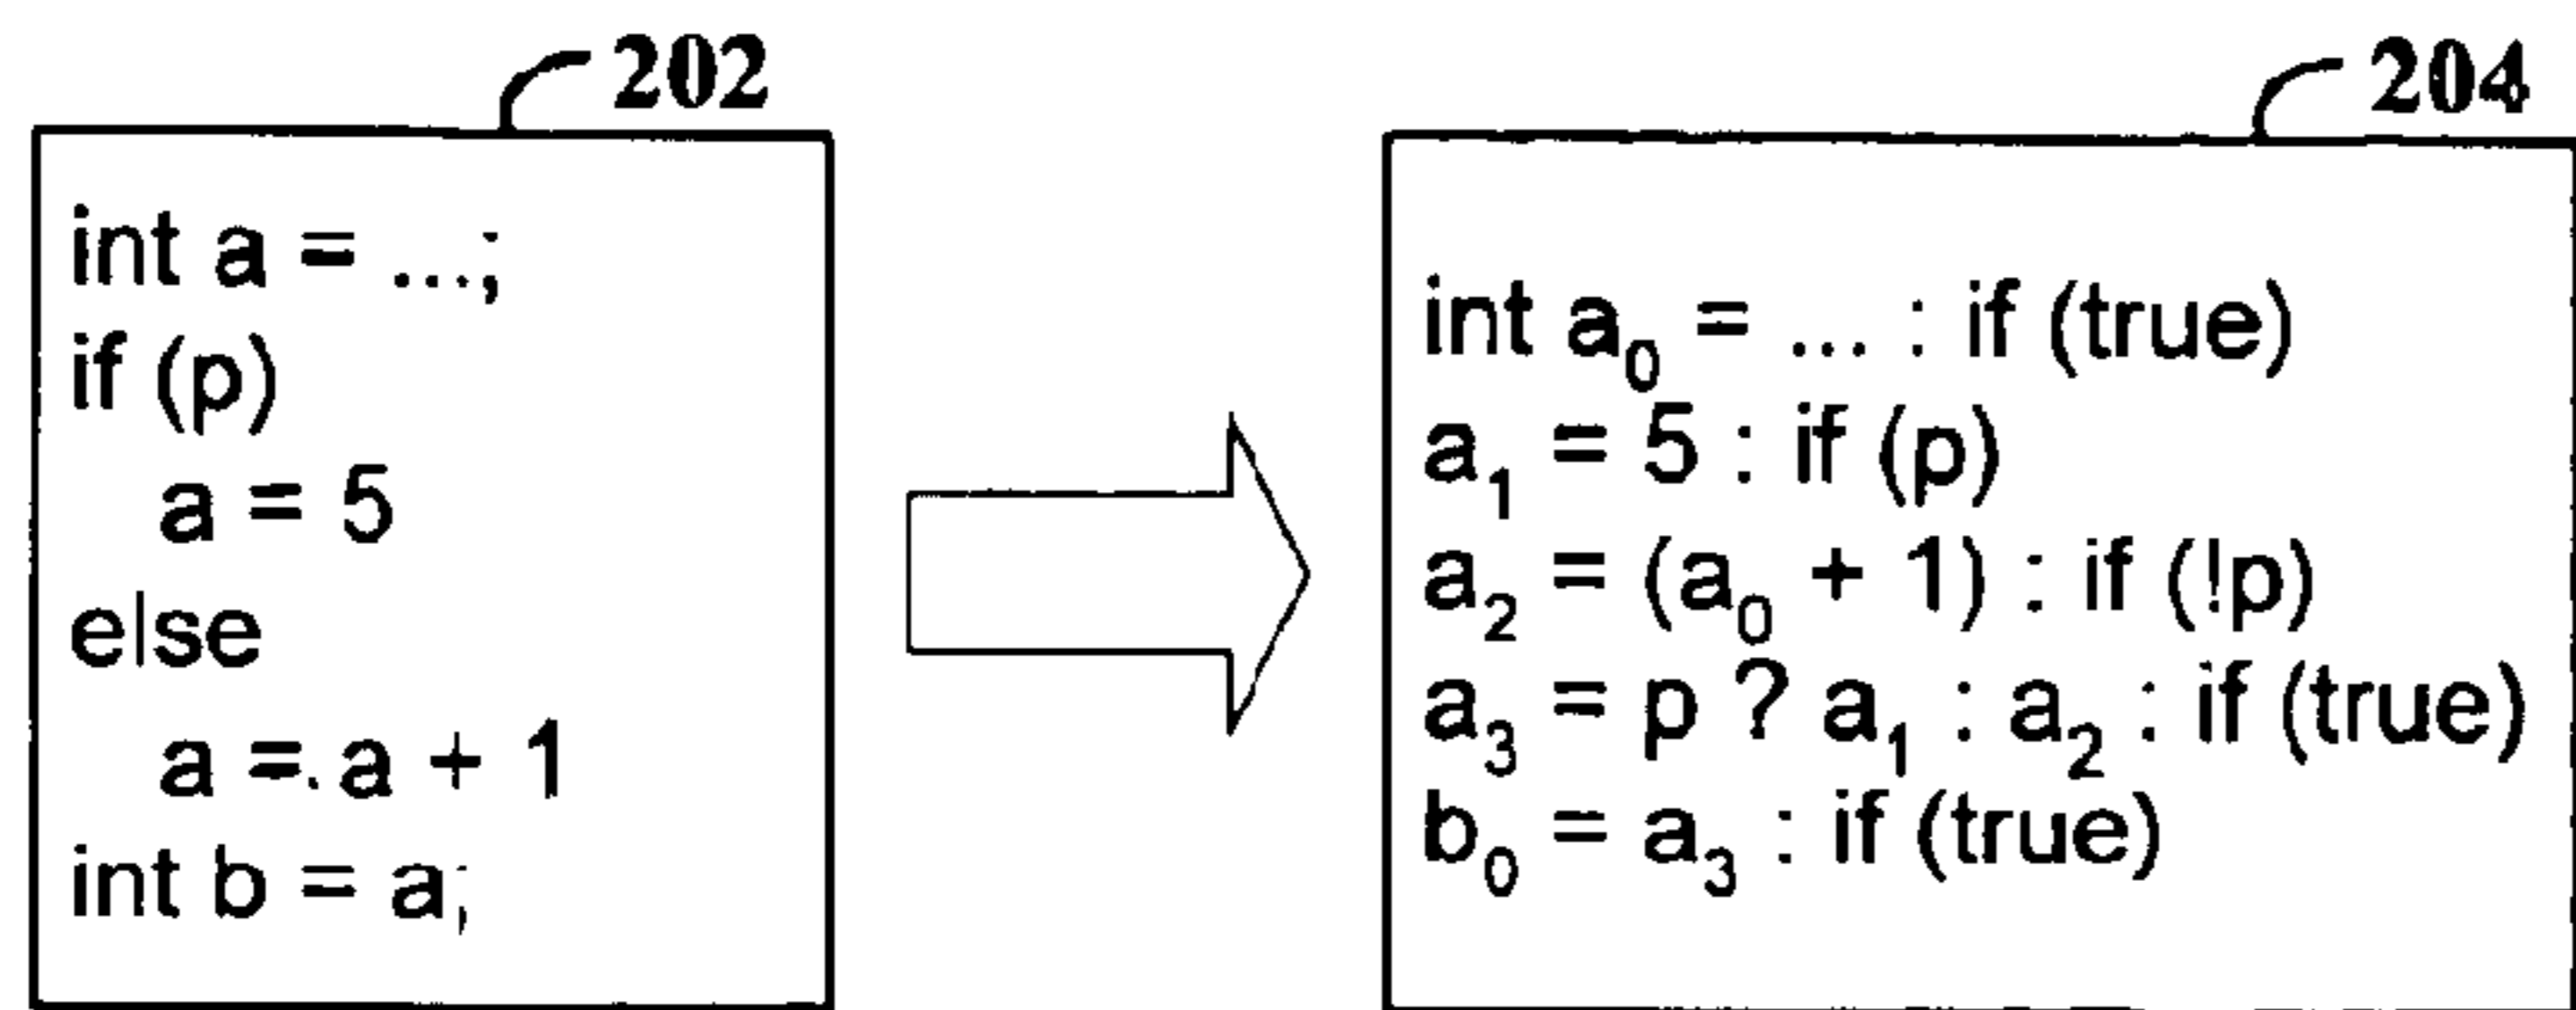 202
int a = ...;
if (p)
a = 5
else
a = a + 1
int b = a;
204
int a₀ = ... : if (true)
a₁ = 5 : if (p)
a₂ = (a₀ + 1) : if (!p)
a₃ = p ? a₁ : a₂ : if (true)
b₀ = a₃ : if (true)